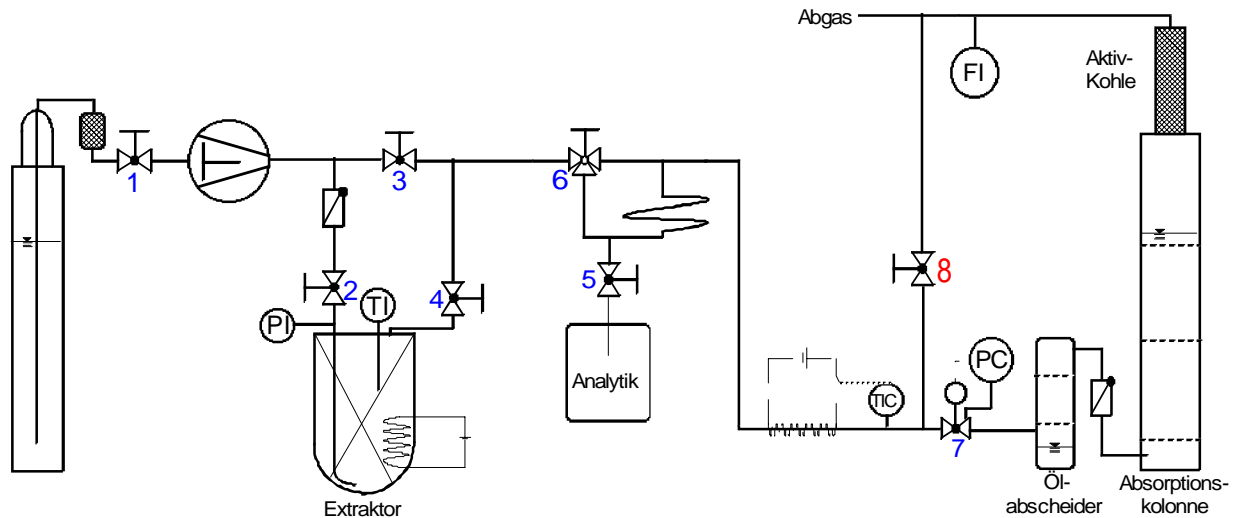 Abgas
FI
Aktiv-
Kohle
1
3
6
2
TI
4
5
8
PI
PC
Analytik
TIC
7
Extraktor
Öl-
abscheider
Absorptions-
kolonne